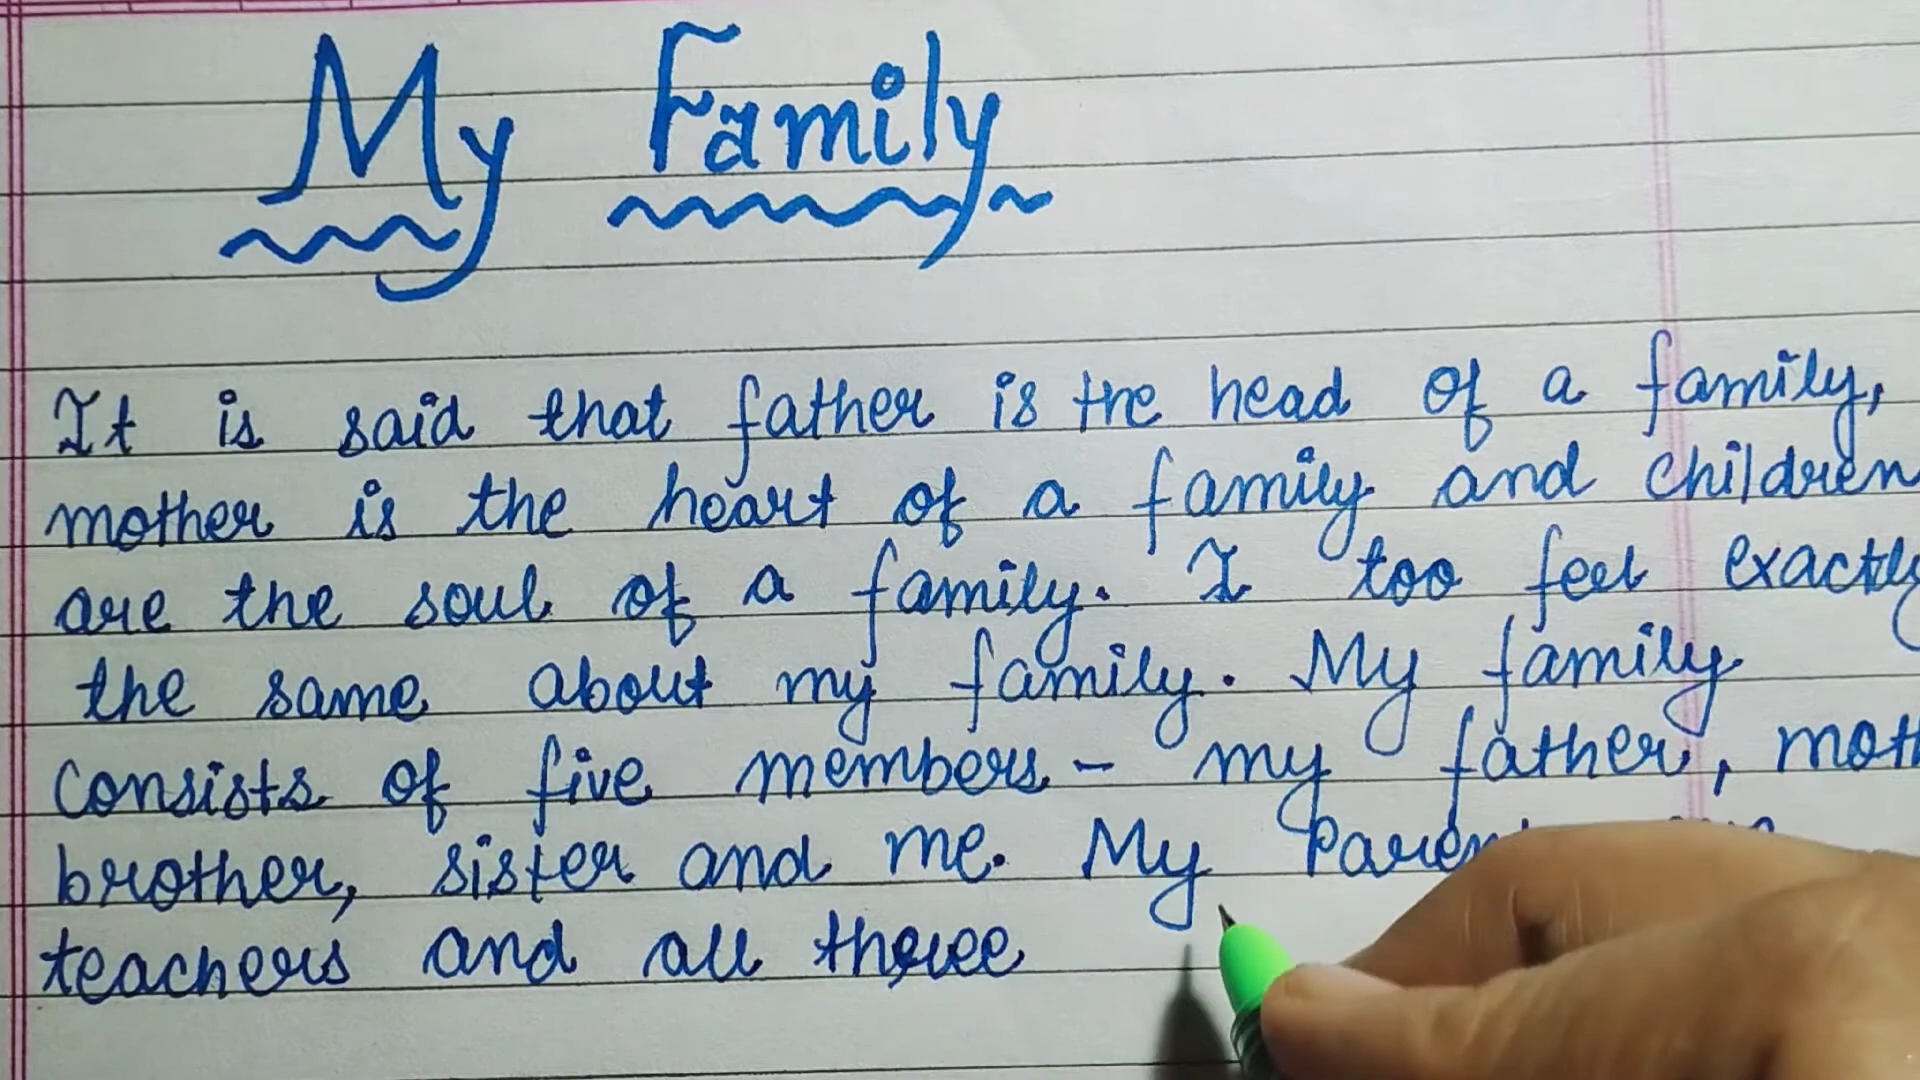 My Family
It is said that father is the head of a family,
mother is the heart of a family and children
are the soul of a family. I too feel exactly
the same about my family. My family
consists of five members - my father,
brother, sister and me. My
teachers and all three